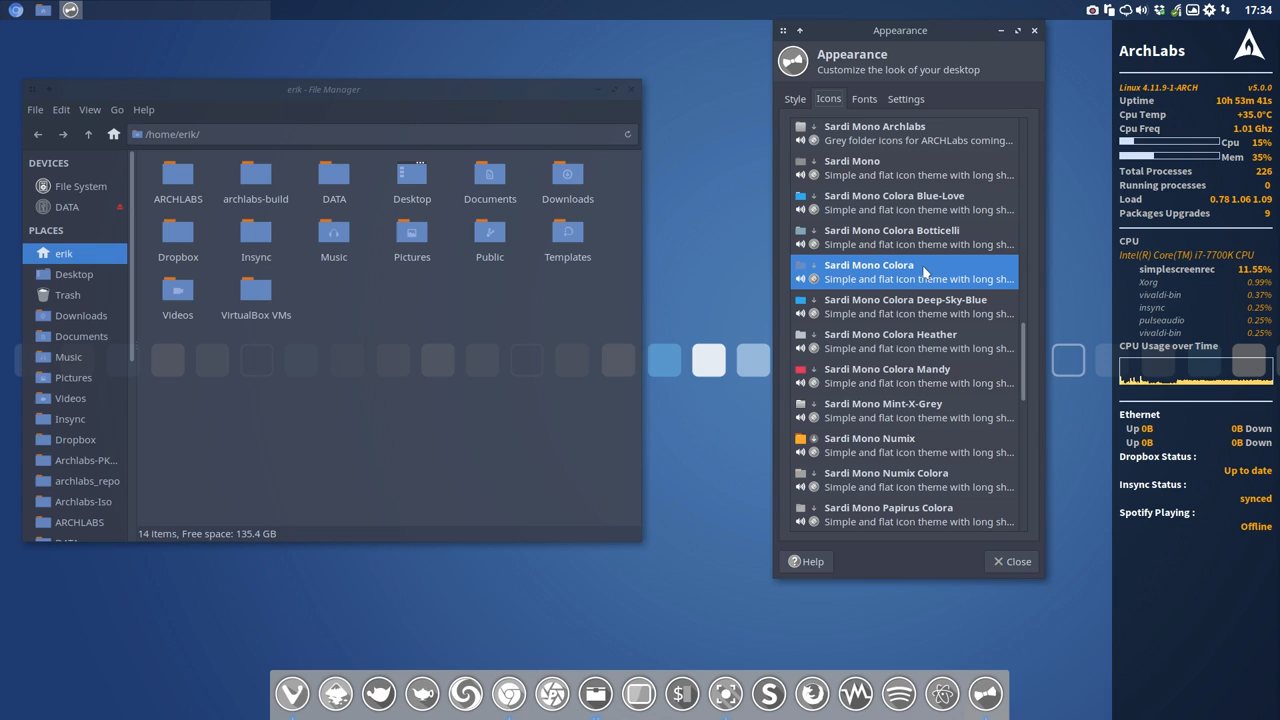 17:34
erik - File Manager
File Edit View Go Help
/home/erik/
DEVICES
File System
DATA
PLACES
erik
Desktop
Trash
Downloads
Documents
Music
Pictures
Videos
Insync
Dropbox
Archlabs-PK...
archlabs_repo
Archlabs-Iso
ARCHLABS
ARCHLABS archlabs-build DATA Desktop Documents Downloads
Dropbox Insync Music Pictures Public Templates
Videos VirtualBox VMs
14 items, Free space: 135.4 GB
Appearance
Appearance
Customize the look of your desktop
Style Icons Fonts Settings
Sardi Mono Archlabs
Grey folder icons for ARCHLabs coming...
Sardi Mono
Simple and flat icon theme with long sh...
Sardi Mono Colora Blue-Love
Simple and flat icon theme with long sh...
Sardi Mono Colora Botticelli
Simple and flat icon theme with long sh...
Sardi Mono Colora
Simple and flat icon theme with long sh...
Sardi Mono Colora Deep-Sky-Blue
Simple and flat icon theme with long sh...
Sardi Mono Colora Heather
Simple and flat icon theme with long sh...
Sardi Mono Colora Mandy
Simple and flat icon theme with long sh...
Sardi Mono Mint-X-Grey
Simple and flat icon theme with long sh...
Sardi Mono Numix
Simple and flat icon theme with long sh...
Sardi Mono Numix Colora
Simple and flat icon theme with long sh...
Sardi Mono Papirus Colora
Simple and flat icon theme with long sh...
Help Close
ArchLabs
Linux 4.11.9-1-ARCH v5.0.0
Uptime 10h 53m 41s
Cpu Temp +35.0°C
Cpu Freq 1.01 Ghz
Cpu 15%
Mem 35%
Total Processes 226
Running processes 0
Load 0.78 1.06 1.09
Packages Upgrades 9
CPU
Intel(R) Core(TM) i7-7700K CPU
simplescreenrec 11.55%
Xorg 0.99%
vivaldi-bin 0.37%
insync 0.25%
pulseaudio 0.25%
vivaldi-bin 0.25%
CPU Usage over Time
Ethernet
Up 0B 0B Down
Up 0B 0B Down
Dropbox Status :
Up to date
Insync Status :
synced
Spotify Playing :
Offline